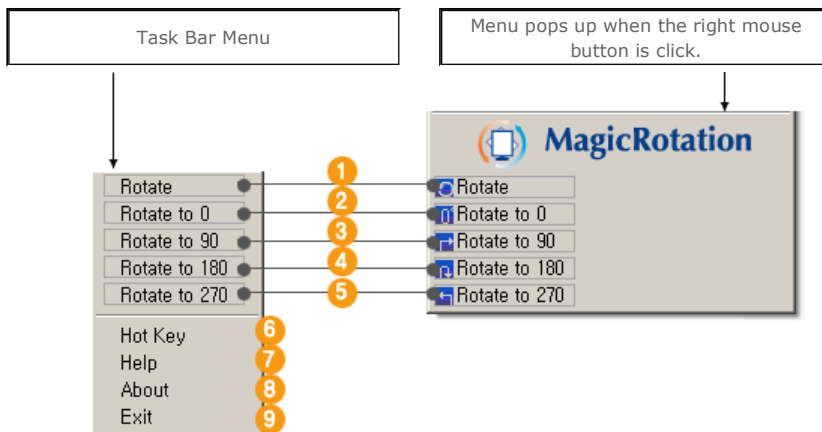 Task Bar Menu
Menu pops up when the right mouse
button is click.
MagicRotation
Rotate
1
Rotate
Rotate to 0
2
Rotate to 0
Rotate to 90
3
Rotate to 90
Rotate to 180
4
Rotate to 180
Rotate to 270
5
Rotate to 270
Hot Key
6
Help
7
About
8
Exit
9